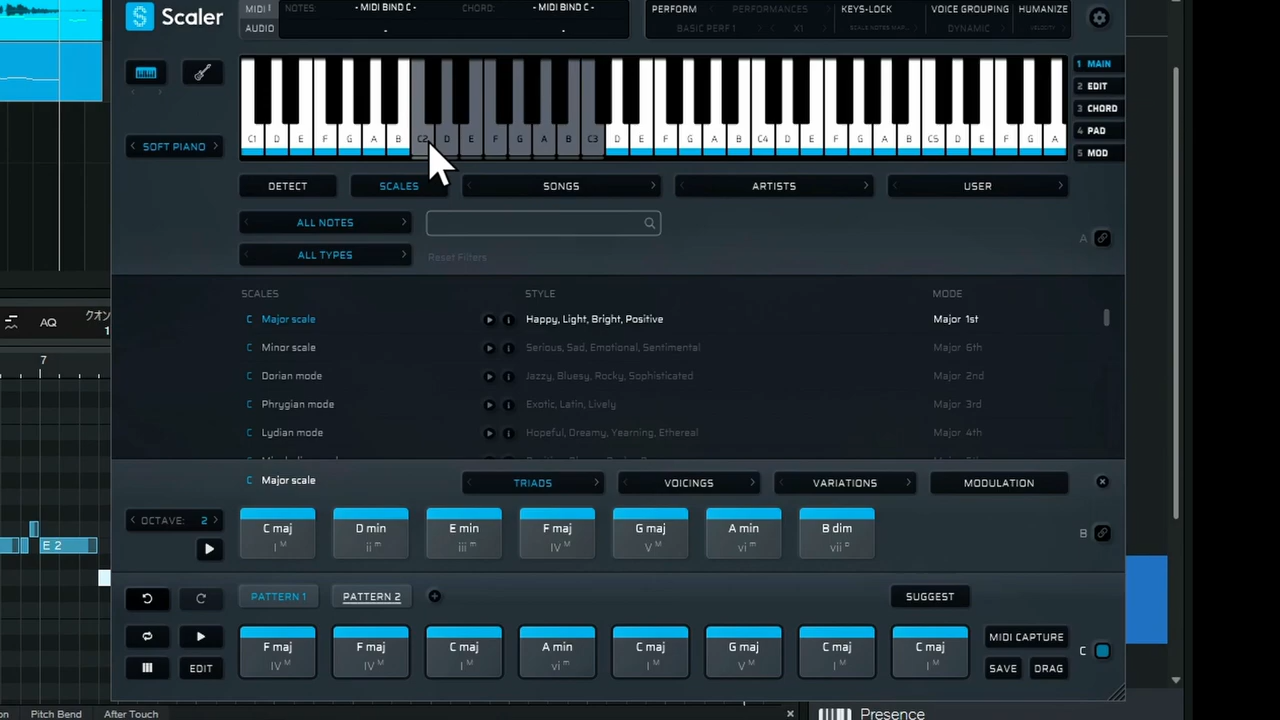 Scaler
MIDI
AUDIO
NOTES: - MIDI BIND C - CHORD: - MIDI BIND C -
- -
PERFORM PERFORMANCES KEYS-LOCK VOICE GROUPING HUMANIZE
BASIC PERF 1 X1 DYNAMIC VELOCITY
1 MAIN
2 EDIT
3 CHORD
4 PAD
5 MOD
C1 D E F G A B C2 D E F G A B C3 D E F G A B C4 D E F G A B C5 D E F G A
SOFT PIANO
DETECT SCALES SONGS ARTISTS USER
ALL NOTES
ALL TYPES
Reset Filters
A
SCALES STYLE MODE
C Major scale Happy, Light, Bright, Positive Major 1st
C Minor scale Serious, Sad, Emotional, Sentimental Major 6th
C Dorian mode Jazzy, Bluesy, Rocky, Sophisticated Major 2nd
C Phrygian mode Exotic, Latin, Lively Major 3rd
C Lydian mode Hopeful, Dreamy, Yearning, Ethereal Major 4th
C Major scale TRIADS VOICINGS VARIATIONS MODULATION
OCTAVE: 2
C maj D min E min F maj G maj A min B dim
I M ii m iii m IV M V M vi m vii o
B
PATTERN 1 PATTERN 2 SUGGEST
F maj F maj C maj A min C maj G maj C maj C maj
IV M IV M I M vi m I M V M I M I M
EDIT
MIDI CAPTURE
SAVE DRAG
C
AQ クオン
1
7
E 2
Pitch Bend After Touch
Presence